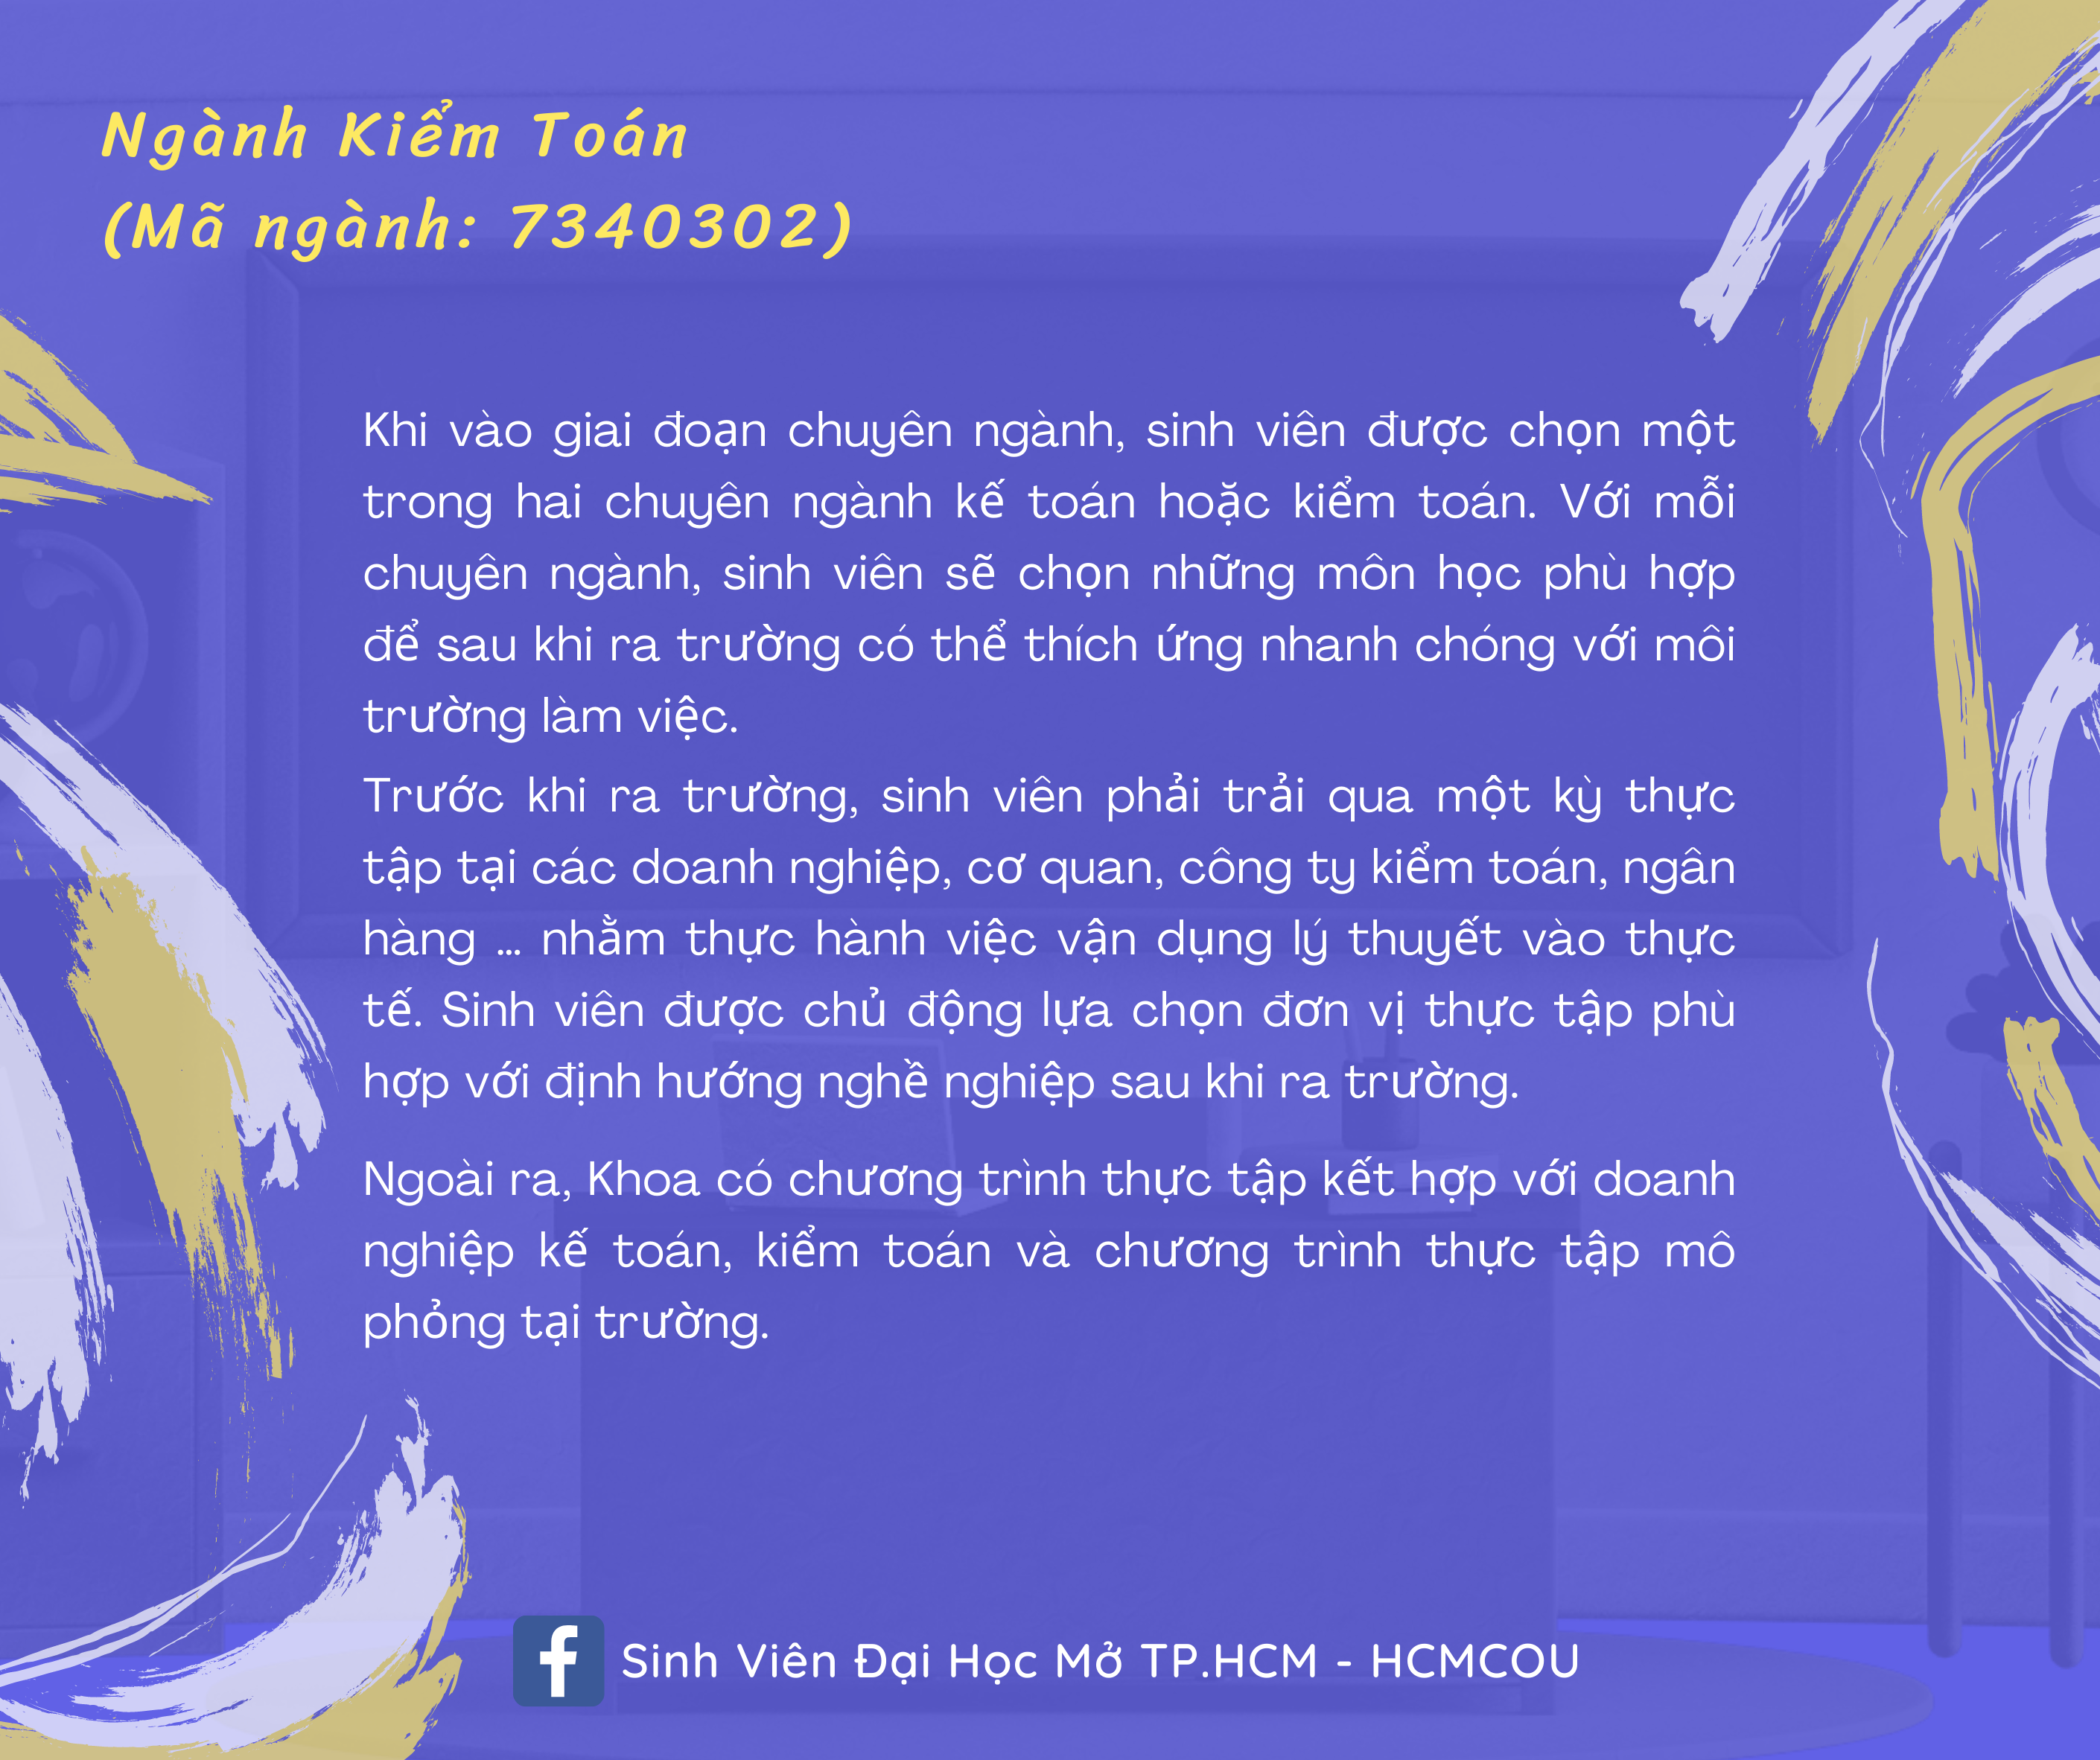 Ngành Kiểm Toán
(Mã ngành: 7340302)
Khi vào giai đoạn chuyên ngành, sinh viên được chọn một
trong hai chuyên ngành kế toán hoặc kiểm toán. Với mỗi
chuyên ngành, sinh viên sẽ chọn những môn học phù hợp
để sau khi ra trường có thể thích ứng nhanh chóng với môi
trường làm việc.
Trước khi ra trường, sinh viên phải trải qua một kỳ thực
tập tại các doanh nghiệp, cơ quan, công ty kiểm toán, ngân
hàng ... nhằm thực hành việc vận dụng lý thuyết vào thực
tế. Sinh viên được chủ động lựa chọn đơn vị thực tập phù
hợp với định hướng nghề nghiệp sau khi ra trường.
Ngoài ra, Khoa có chương trình thực tập kết hợp với doanh
nghiệp kế toán, kiểm toán và chương trình thực tập mô
phỏng tại trường.
Sinh Viên Đại Học Mở TP.HCM - HCMCOU